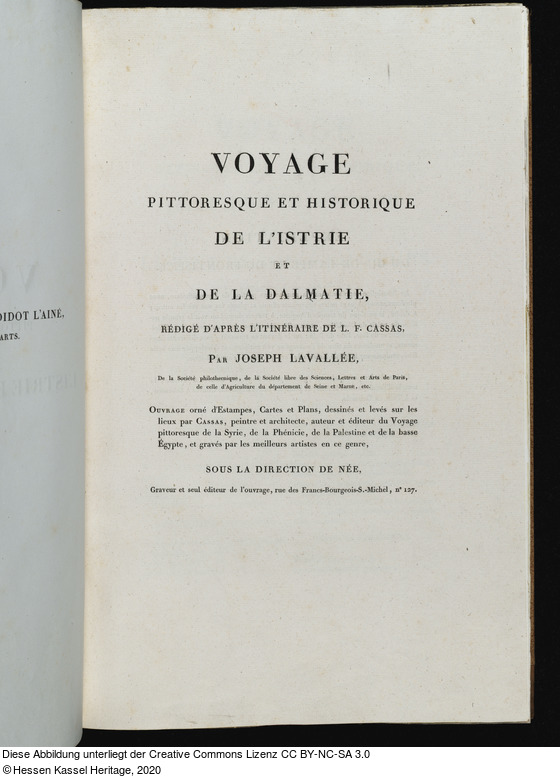 DIDOT L'AINÉ,
ARTS.
VOYAGE
PITTORESQUE ET HISTORIQUE
DE L'ISTRIE
ET
DE LA DALMATIE,
RÉDIGÉ D'APRÈS L'ITINÉRAIRE DE L. F. CASSAS,
PAR JOSEPH LAVALLÉE,
De la Société philotechnique, de la Société libre des Sciences, Lettres et Arts de Paris,
de celle d'Agriculture du département de Seine et Marne, etc.
OUVRAGE orné d'Estampes, Cartes et Plans, dessinés et levés sur les
lieux par CASSAS, peintre et architecte, auteur et éditeur du Voyage
pittoresque de la Syrie, de la Phénicie, de la Palestine et de la basse
Égypte, et gravés par les meilleurs artistes en ce genre,
SOUS LA DIRECTION DE NÉE,
Graveur et seul éditeur de l'ouvrage, rue des Francs-Bourgeois-S.-Michel, nº 127.
Diese Abbildung unterliegt der Creative Commons Lizenz CC BY-NC-SA 3.0
© Hessen Kassel Heritage, 2020